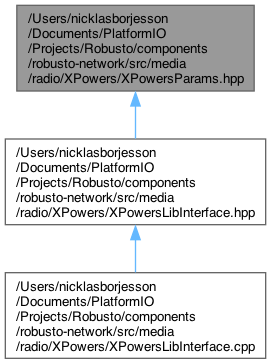 /Users/nicklasborjesson
/Documents/PlatformIO
/Projects/Robusto/components
/robusto-network/src/media
/radio/XPowers/XPowersParams.hpp
/Users/nicklasborjesson
/Documents/PlatformIO
/Projects/Robusto/components
/robusto-network/src/media
/radio/XPowers/XPowersLibInterface.hpp
/Users/nicklasborjesson
/Documents/PlatformIO
/Projects/Robusto/components
/robusto-network/src/media
/radio/XPowers/XPowersLibInterface.cpp